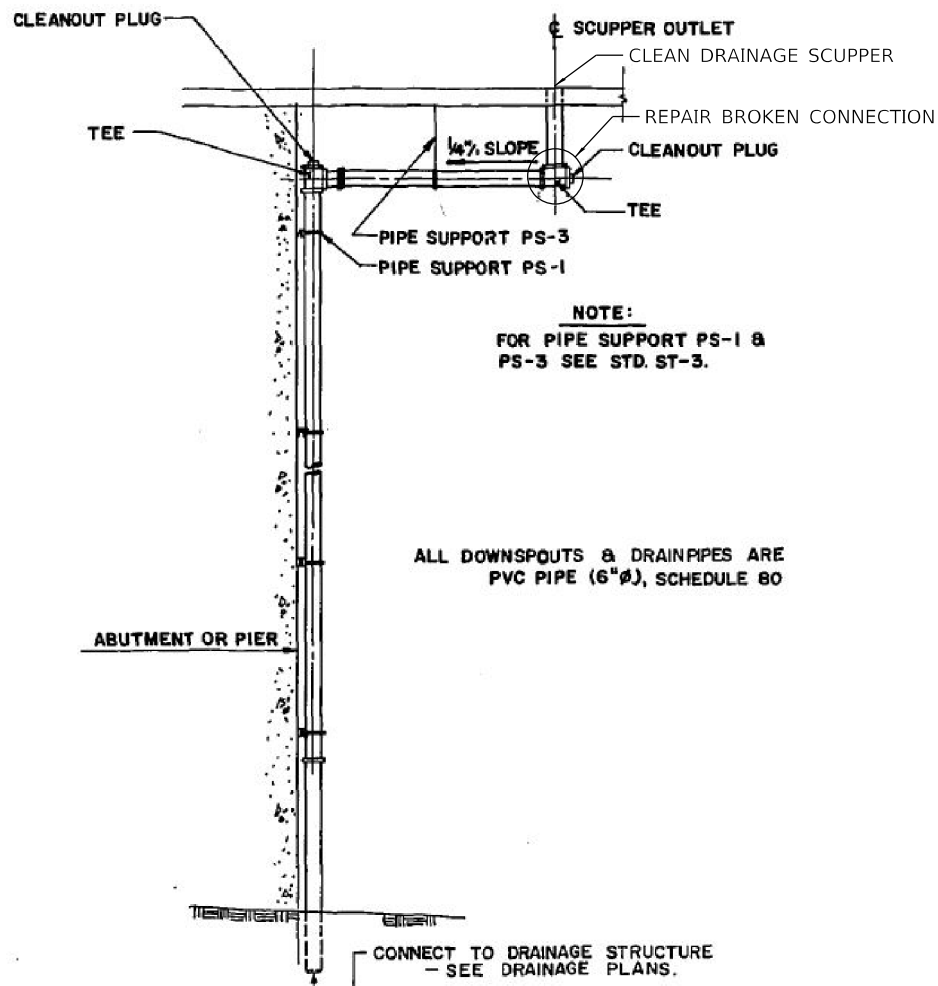 CLEANOUT PLUG
℄ SCUPPER OUTLET
CLEAN DRAINAGE SCUPPER
REPAIR BROKEN CONNECTION
TEE
SLOPE
CLEANOUT PLUG
TEE
PIPE SUPPORT PS-3
PIPE SUPPORT PS-1
NOTE:
FOR PIPE SUPPORT PS-1 &
PS-3 SEE STD. ST-3.
ALL DOWNSPOUTS & DRAINPIPES ARE
PVC PIPE (6"Ø), SCHEDULE 80
ABUTMENT OR PIER
CONNECT TO DRAINAGE STRUCTURE
- SEE DRAINAGE PLANS.